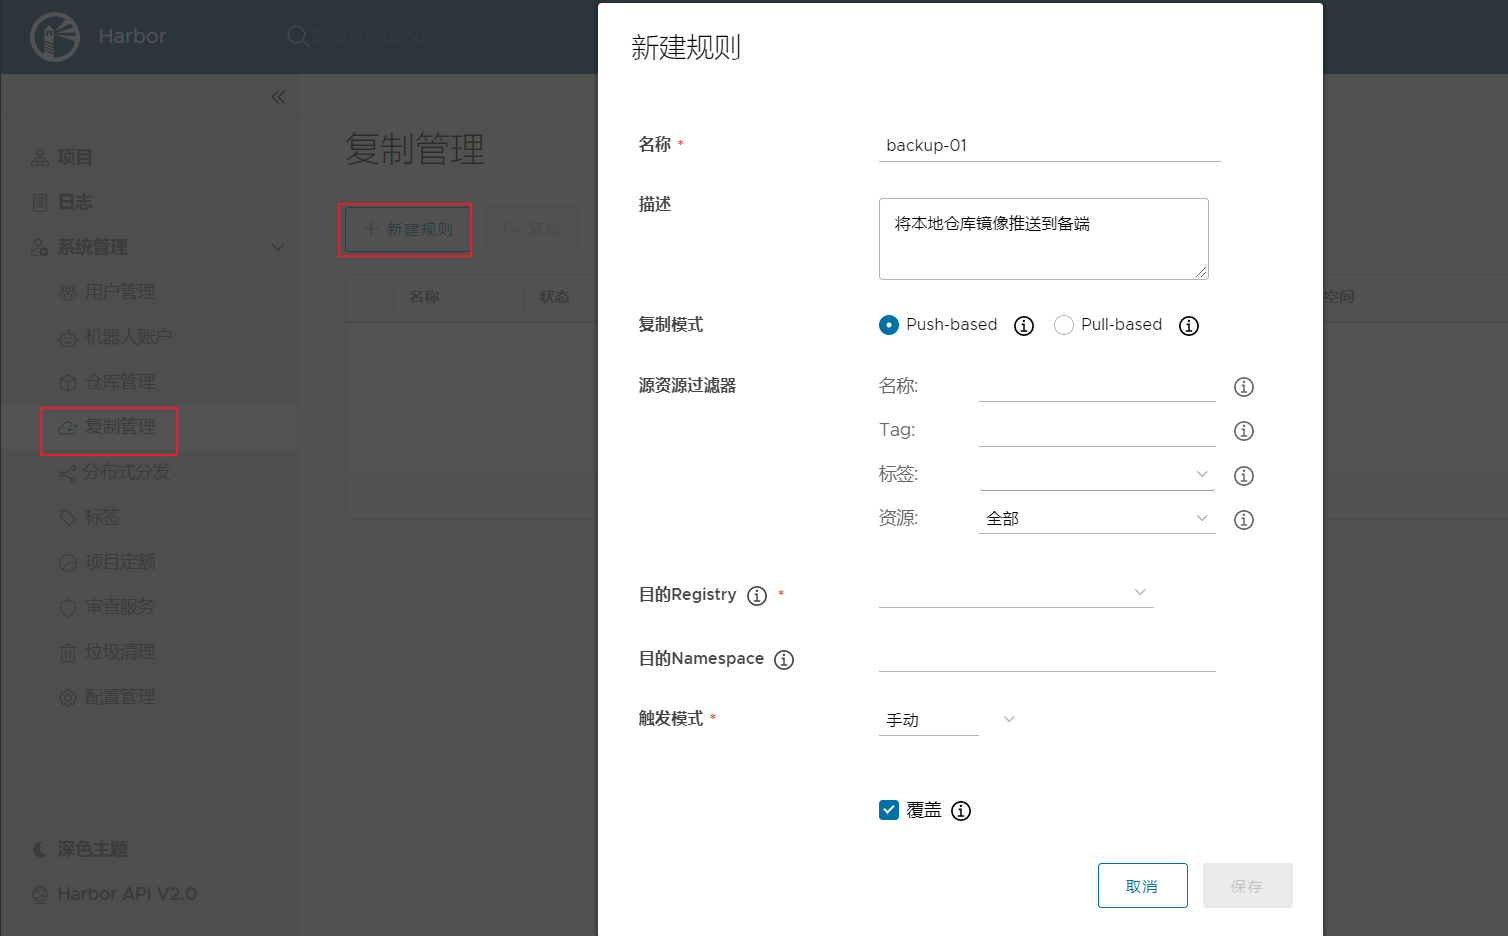 Harbor
Search Harbor...
项目
日志
系统管理
用户管理
机器人账户
仓库管理
复制管理
分布式分发
标签
项目定额
审查服务
垃圾清理
配置管理
深色主题
Harbor API V2.0
复制管理
新建规则
复制
名称
状态
空间
新建规则
名称 *
backup-01
描述
将本地仓库镜像推送到备端
复制模式
Push-based
Pull-based
源资源过滤器
名称:
Tag:
标签:
资源:
全部
目的Registry *
目的Namespace
触发模式 *
手动
覆盖
取消
保存